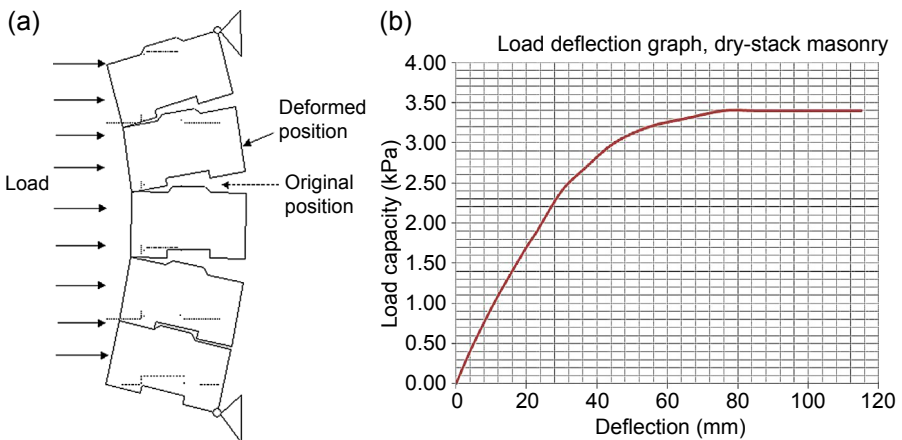 (a)
Load
Deformed
position
Original
position
(b)
Load deflection graph, dry-stack masonry
Load capacity (kPa)
4.00
3.50
3.00
2.50
2.00
1.50
1.00
0.50
0.00
0 20 40 60 80 100 120
Deflection (mm)